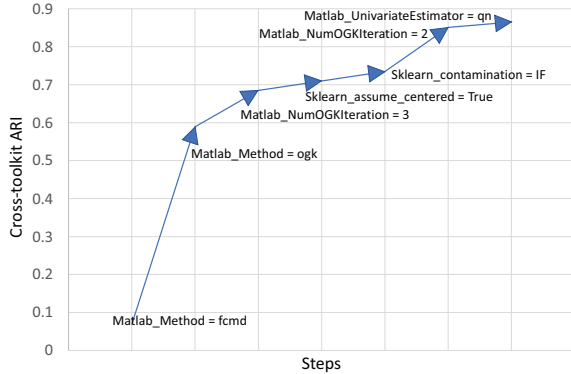 0.9
Matlab_UnivariateEstimator = qn
0.8
Matlab_NumOGKIteration = 2
0.7
Sklearn_contamination = IF
Sklearn_assume_centered = True
0.6
Matlab_NumOGKIteration = 3
0.5
Matlab_Method = ogk
0.4
0.3
0.2
0.1
Matlab_Method = fcmd
0
Cross-toolkit ARI
Steps